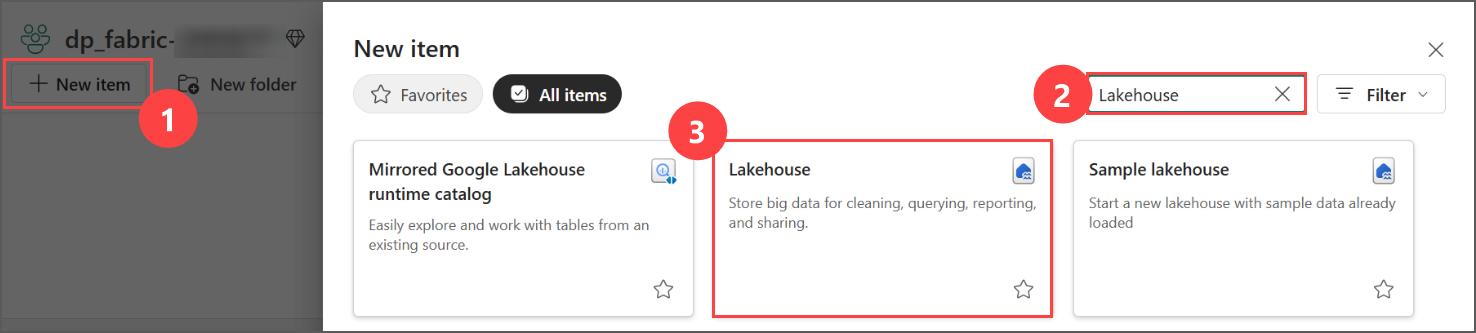 dp_fabric-
New item
New folder
1
New item
Favorites
All items
2
Lakehouse
Filter
3
Mirrored Google Lakehouse
runtime catalog
Easily explore and work with tables from an
existing source.
Lakehouse
Store big data for cleaning, querying, reporting,
and sharing.
Sample lakehouse
Start a new lakehouse with sample data already
loaded